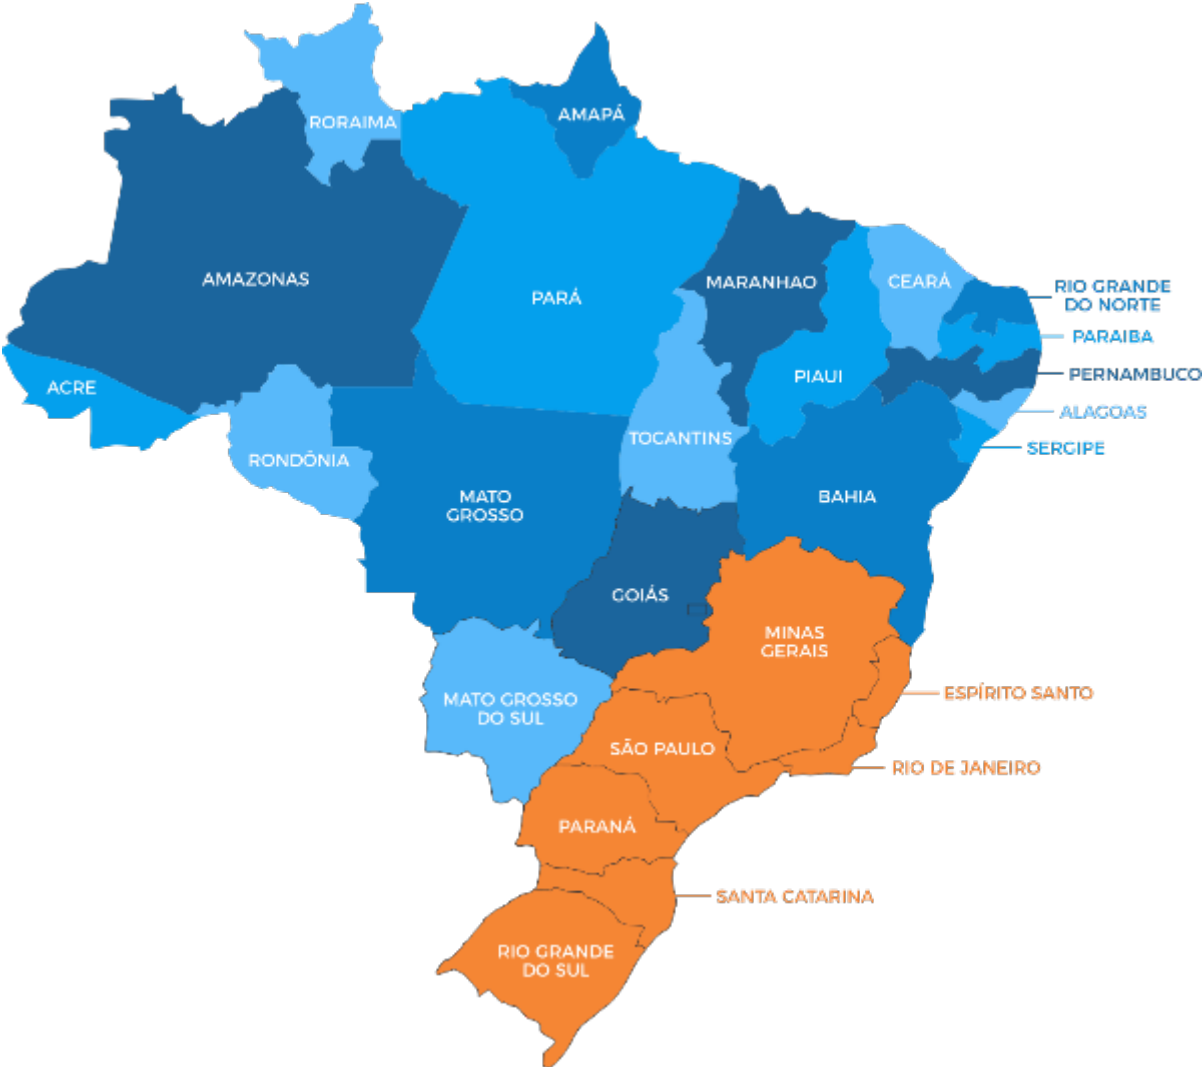 RORAIMA
AMAPÁ
AMAZONAS
PARÁ
MARANHAO
CEARÁ
RIO GRANDE
DO NORTE
PARAIBA
PERNAMBUCO
ACRE
PIAUI
ALAGOAS
TOCANTINS
SERGIPE
RONDÔNIA
MATO
GROSSO
BAHIA
GOIÁS
MINAS
GERAIS
ESPÍRITO SANTO
MATO GROSSO
DO SUL
SÃO PAULO
RIO DE JANEIRO
PARANÁ
SANTA CATARINA
RIO GRANDE
DO SUL